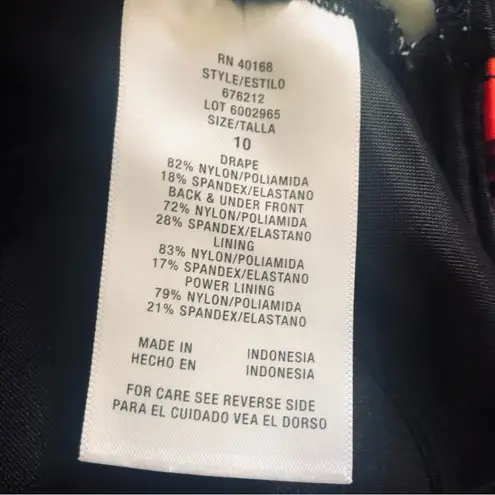 RN 40168
STYLE/ESTILO
676212
LOT 6002965
SIZE/TALLA
10
DRAPE
82% NYLON/POLIAMIDA
18% SPANDEX/ELASTANO
BACK & UNDER FRONT
72% NYLON/POLIAMIDA
28% SPANDEX/ELASTANO
LINING
83% NYLON/POLIAMIDA
17% SPANDEX/ELASTANO
POWER LINING
79% NYLON/POLIAMIDA
21% SPANDEX/ELASTANO
MADE IN INDONESIA
HECHO EN INDONESIA
FOR CARE SEE REVERSE SIDE
PARA EL CUIDADO VEA EL DORSO